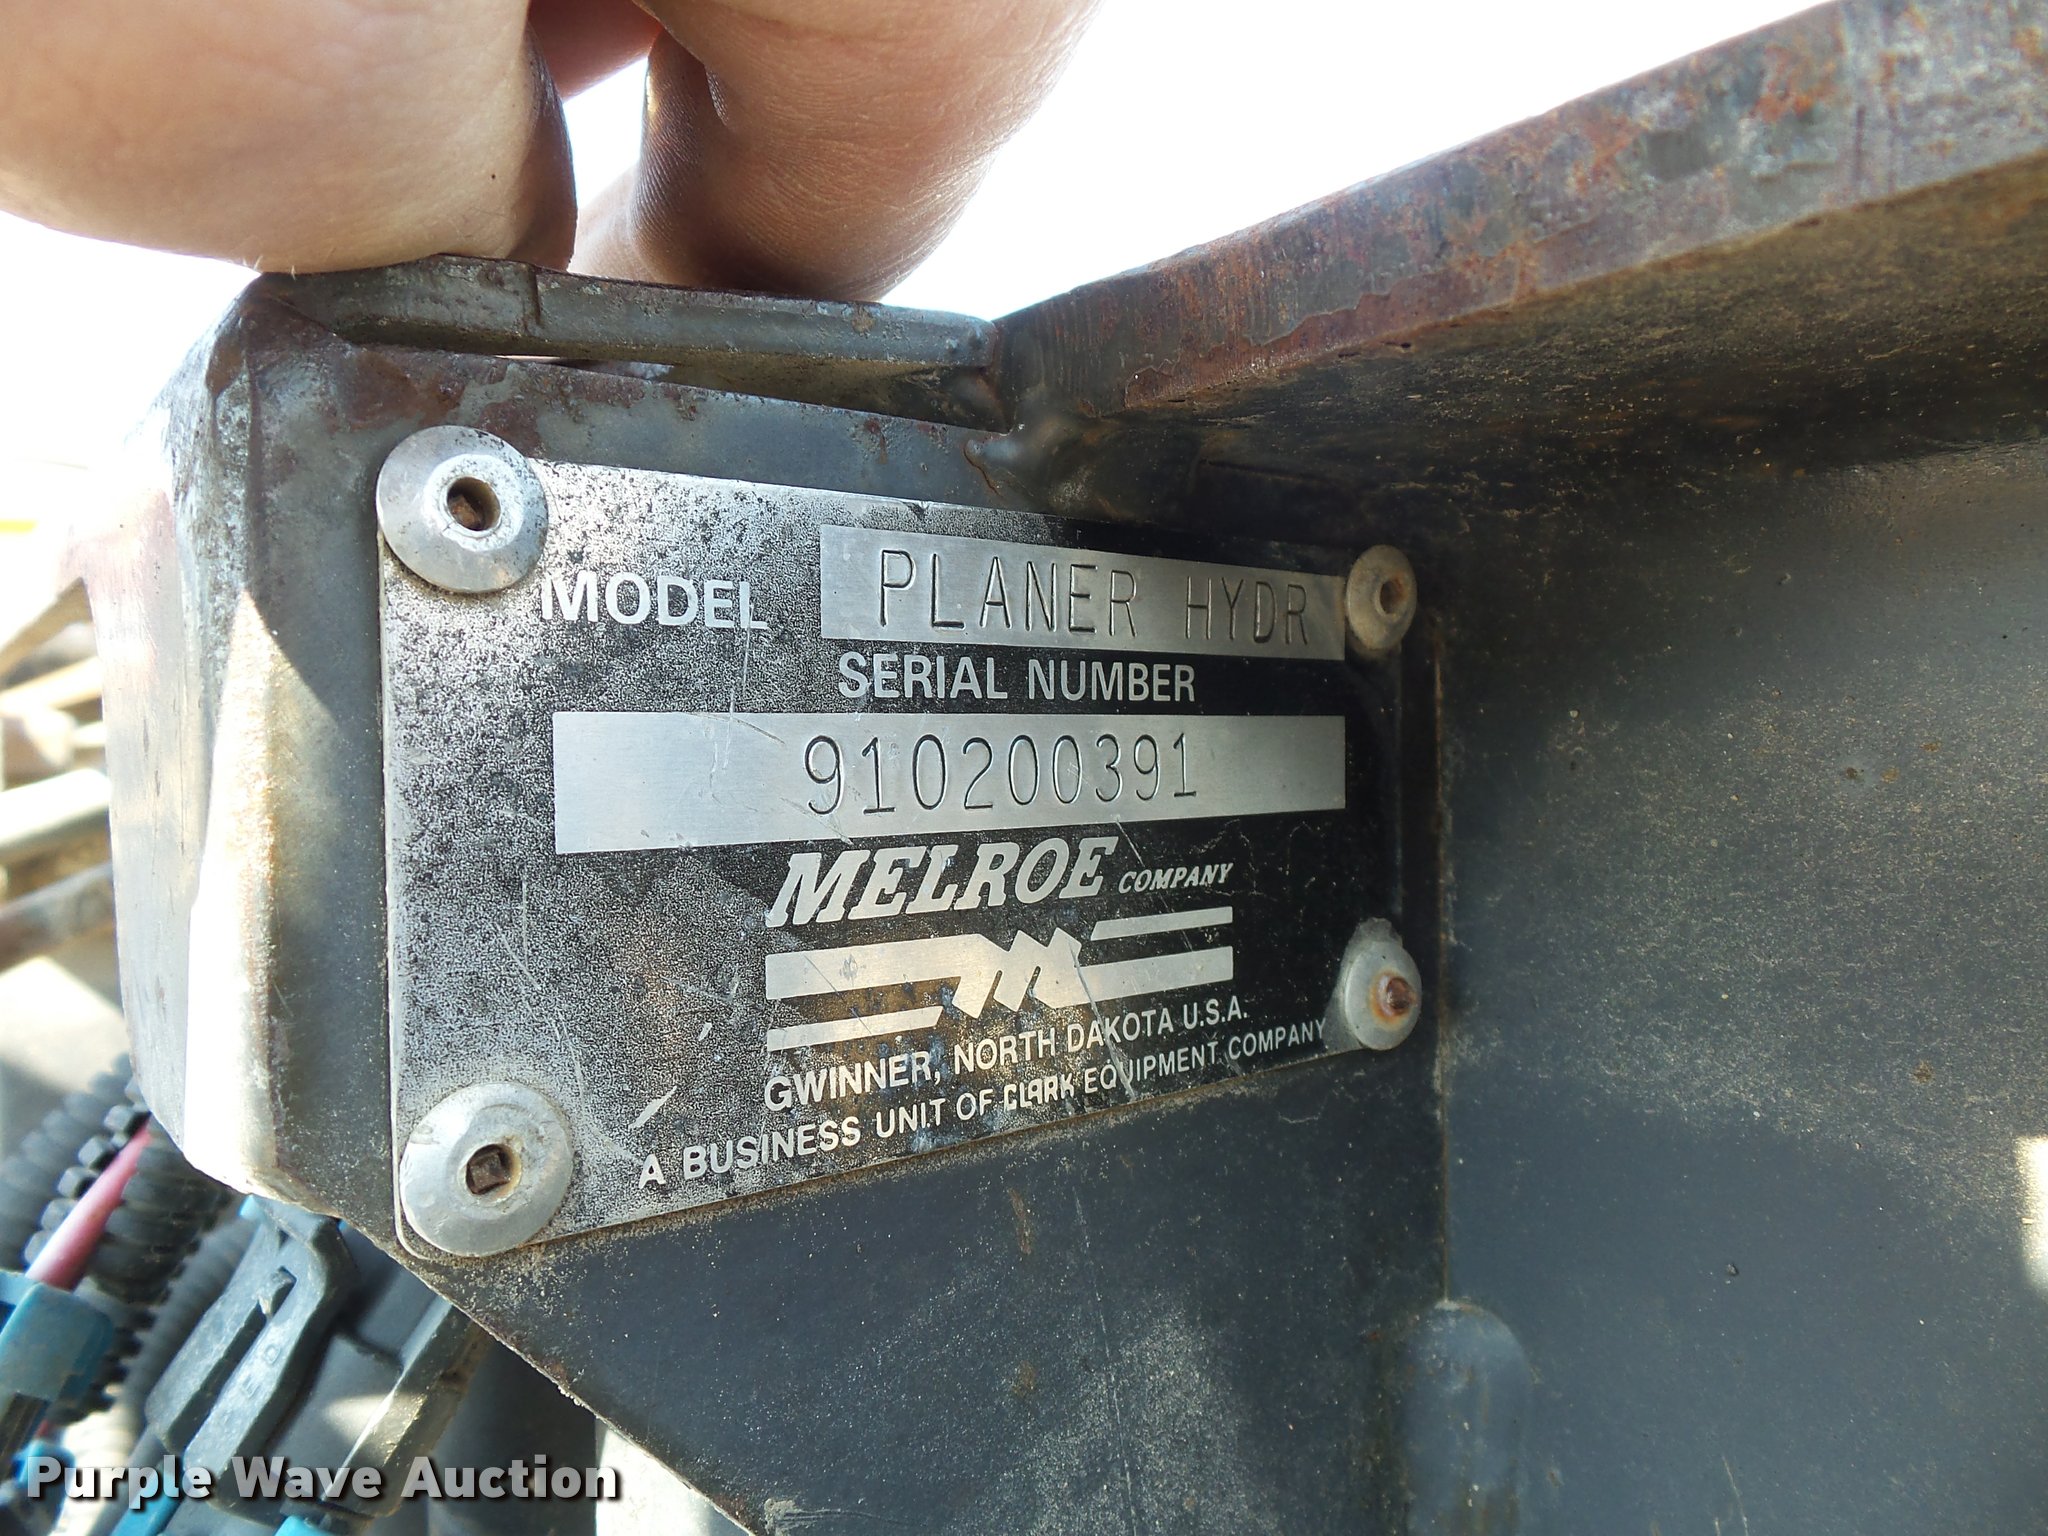 MODEL PLANER HYDR
SERIAL NUMBER
910200391
MELROE COMPANY
GWINNER, NORTH DAKOTA U.S.A.
A BUSINESS UNIT OF CLARK EQUIPMENT COMPANY
Purple Wave Auction